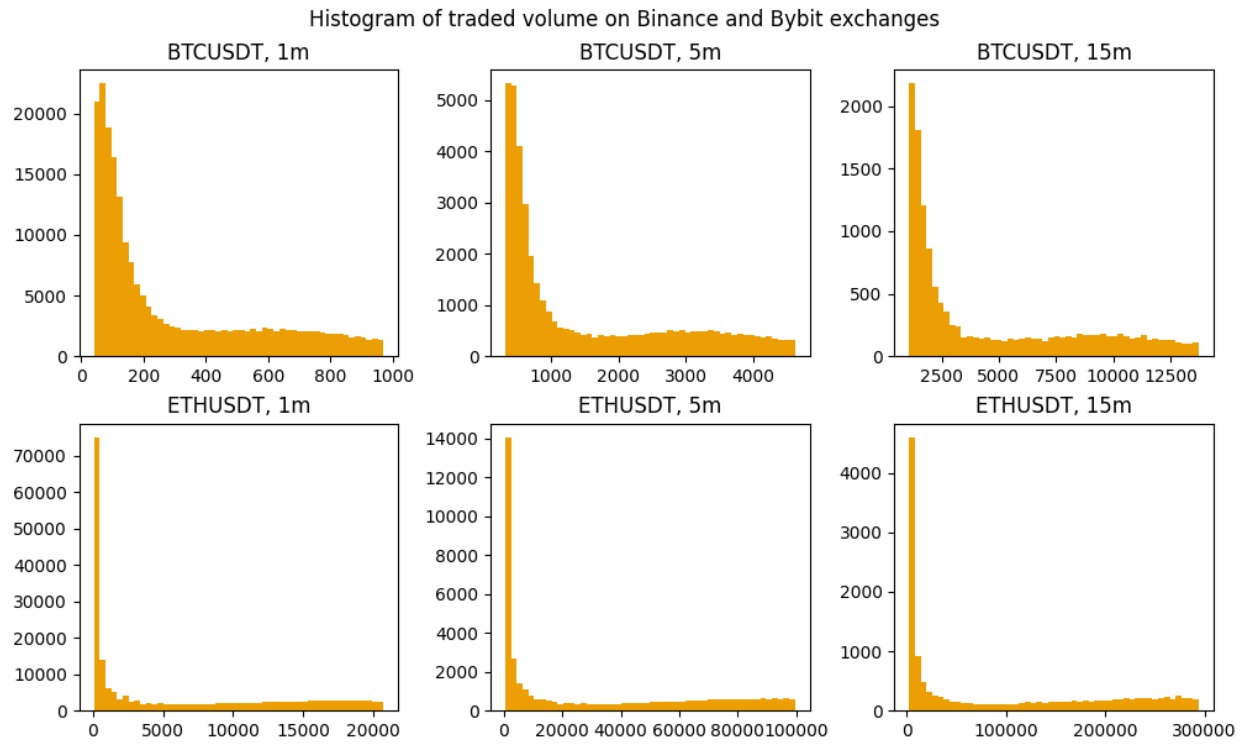 Histogram of traded volume on Binance and Bybit exchanges
BTCUSDT, 1m
BTCUSDT, 5m
BTCUSDT, 15m
20000
15000
10000
5000
0
0 200 400 600 800 1000
5000
4000
3000
2000
1000
0
1000 2000 3000 4000
2000
1500
1000
500
0
2500 5000 7500 10000 12500
ETHUSDT, 1m
ETHUSDT, 5m
ETHUSDT, 15m
70000
60000
50000
40000
30000
20000
10000
0
0 5000 10000 15000 20000
14000
12000
10000
8000
6000
4000
2000
0
0 20000 40000 60000 80000 100000
4000
3000
2000
1000
0
0 100000 200000 300000